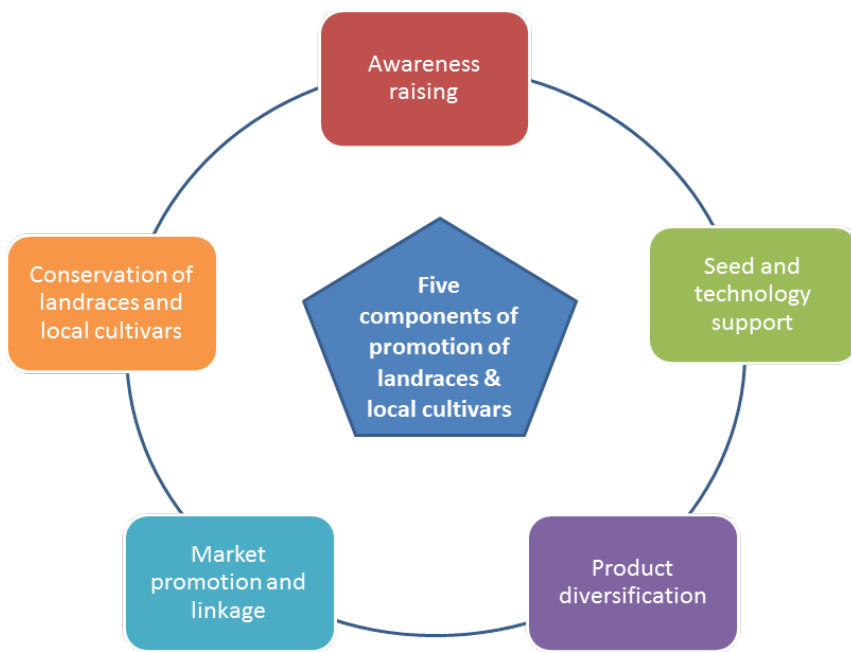 Awareness
raising
Seed and
technology
support
Product
diversification
Market
promotion and
linkage
Conservation of
landraces and
local cultivars
Five
components of
promotion of
landraces &
local cultivars